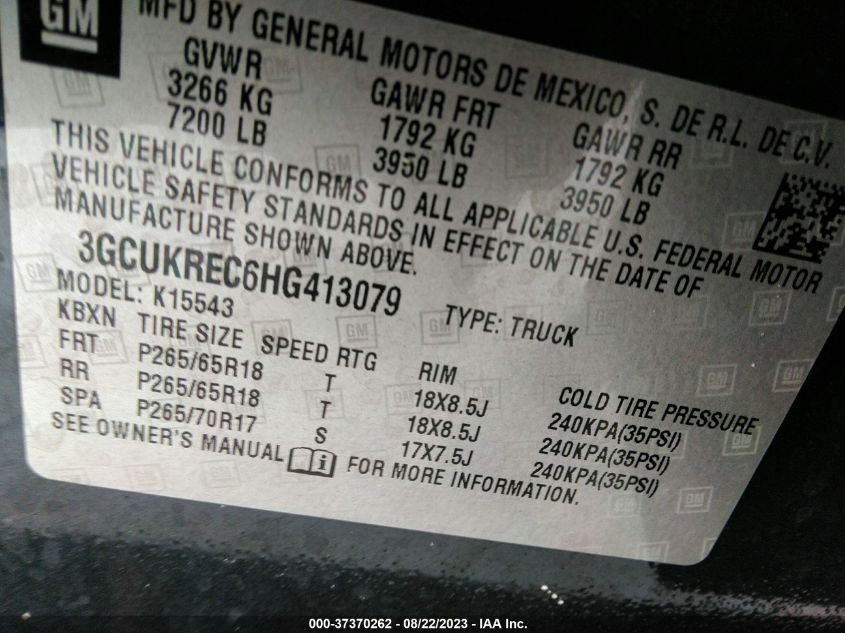 GM
MFD BY GENERAL MOTORS DE MEXICO, S. DE R.L. DE C.V.
GVWR GAWR FRT GAWR RR
3266 KG 1792 KG 1792 KG
7200 LB 3950 LB 3950 LB
THIS VEHICLE CONFORMS TO ALL APPLICABLE U.S. FEDERAL MOTOR
VEHICLE SAFETY STANDARDS IN EFFECT ON THE DATE OF
MANUFACTURE SHOWN ABOVE.
3GCUKREC6HG413079
TYPE: TRUCK
MODEL: K15543
KBXN TIRE SIZE SPEED RTG RIM COLD TIRE PRESSURE
FRT P265/65R18 T 18X8.5J 240KPA(35PSI)
RR P265/65R18 T 18X8.5J 240KPA(35PSI)
SPA P265/70R17 S 17X7.5J 240KPA(35PSI)
SEE OWNER'S MANUAL FOR MORE INFORMATION.
000-37370262 - 08/22/2023 - IAA Inc.